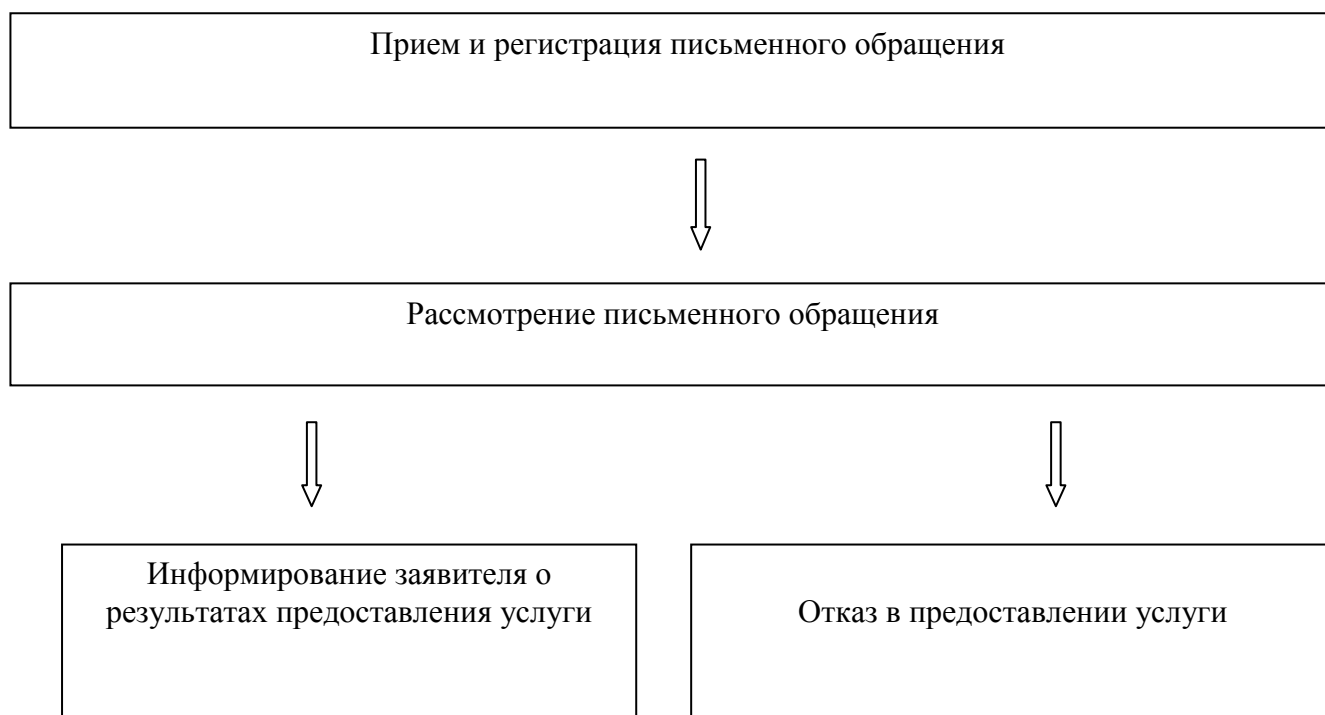 Прием и регистрация письменного обращения
Рассмотрение письменного обращения
Информирование заявителя о
результатах предоставления услуги
Отказ в предоставлении услуги